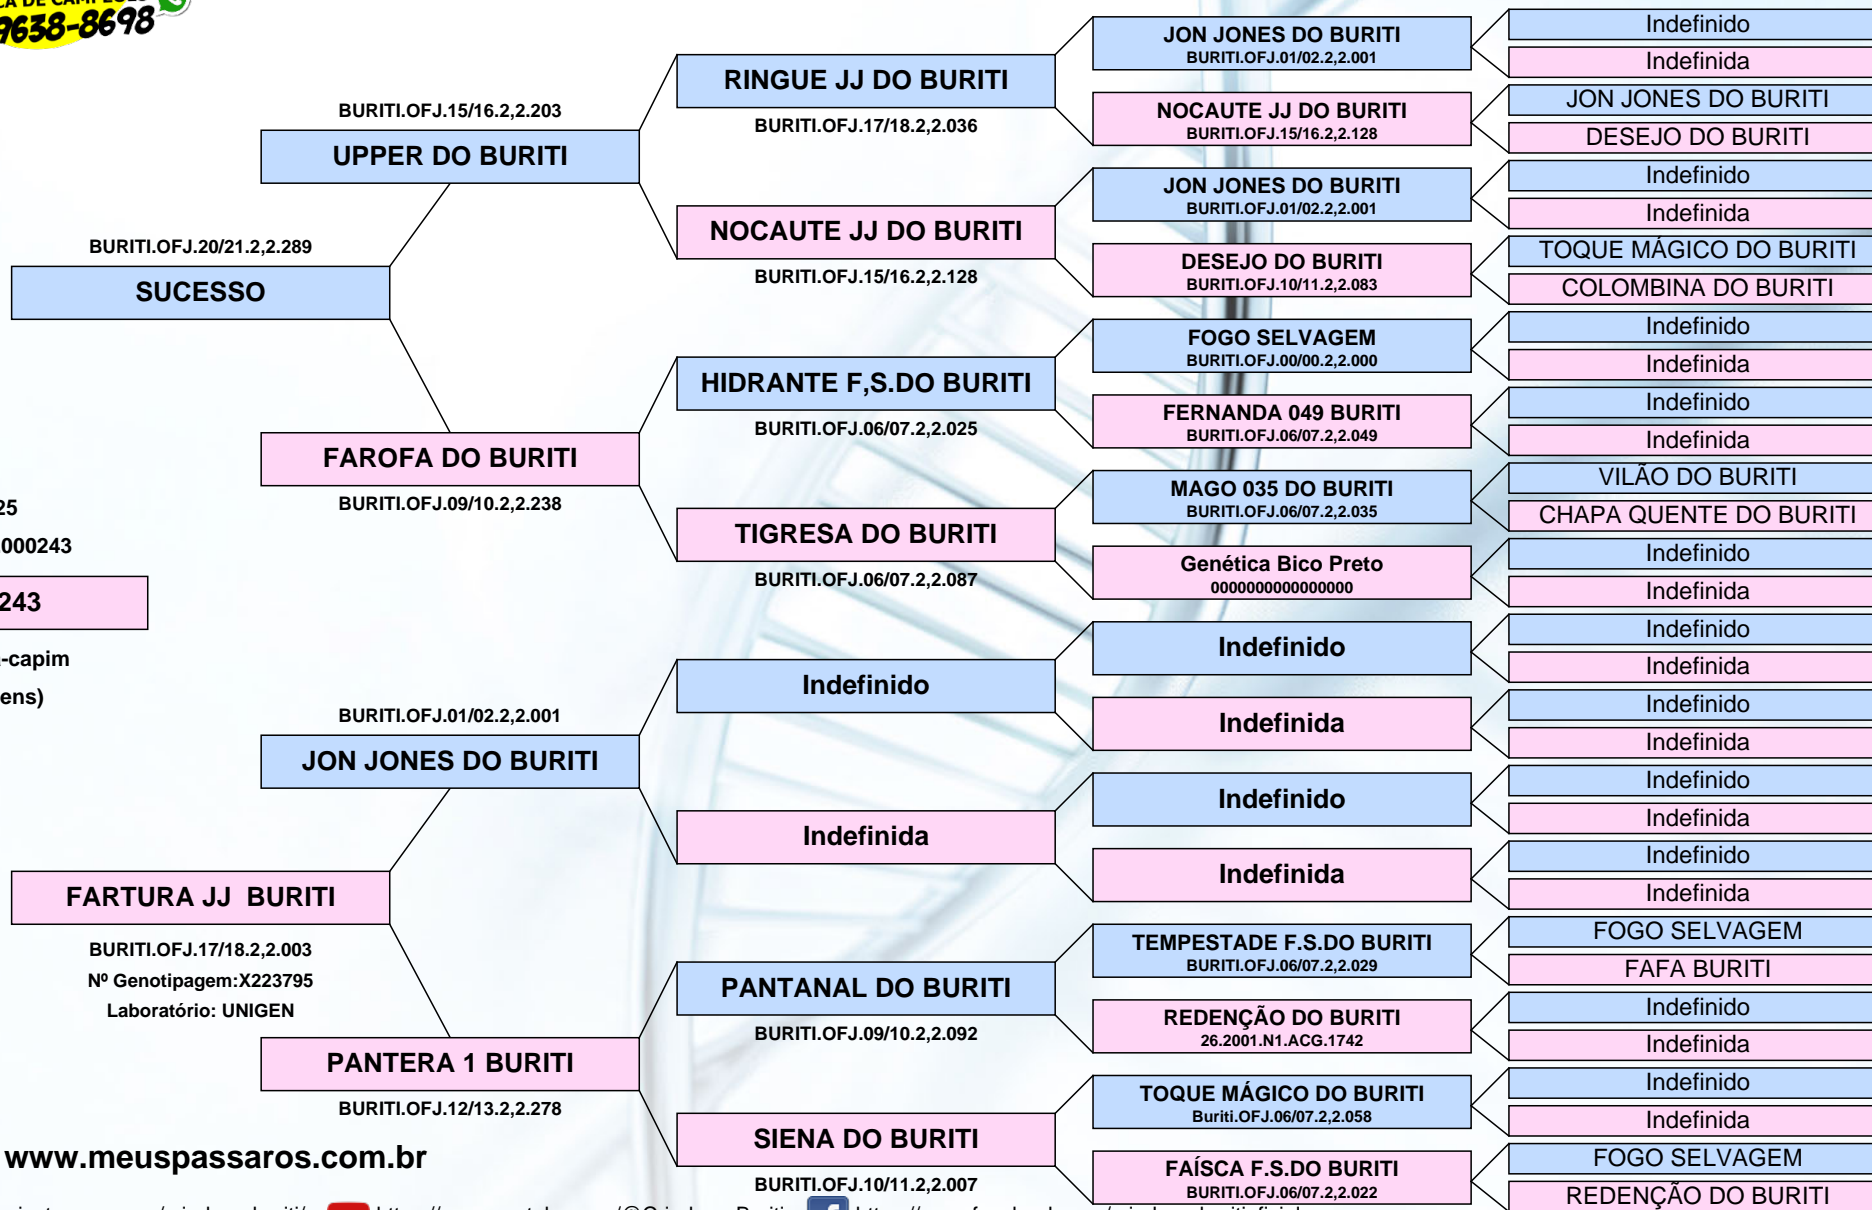 9638-8698
25
000243
243
-capim
ens)
BURITI.OFJ.20/21.2,2.289
SUCESSO
FARTURA JJ BURITI
BURITI.OFJ.17/18.2,2.003
Nº Genotipagem:X223795
Laboratório: UNIGEN
BURITI.OFJ.15/16.2,2.203
UPPER DO BURITI
FAROFA DO BURITI
BURITI.OFJ.09/10.2,2.238
BURITI.OFJ.01/02.2,2.001
JON JONES DO BURITI
PANTERA 1 BURITI
BURITI.OFJ.12/13.2,2.278
RINGUE JJ DO BURITI
BURITI.OFJ.17/18.2,2.036
NOCAUTE JJ DO BURITI
BURITI.OFJ.15/16.2,2.128
HIDRANTE F,S.DO BURITI
BURITI.OFJ.06/07.2,2.025
TIGRESA DO BURITI
BURITI.OFJ.06/07.2,2.087
Indefinido
Indefinida
PANTANAL DO BURITI
BURITI.OFJ.09/10.2,2.092
SIENA DO BURITI
BURITI.OFJ.10/11.2,2.007
JON JONES DO BURITI
BURITI.OFJ.01/02.2,2.001
NOCAUTE JJ DO BURITI
BURITI.OFJ.15/16.2,2.128
JON JONES DO BURITI
BURITI.OFJ.01/02.2,2.001
DESEJO DO BURITI
BURITI.OFJ.10/11.2,2.083
FOGO SELVAGEM
BURITI.OFJ.00/00.2,2.000
FERNANDA 049 BURITI
BURITI.OFJ.06/07.2,2.049
MAGO 035 DO BURITI
BURITI.OFJ.06/07.2,2.035
Genética Bico Preto
0000000000000000
Indefinido
Indefinida
Indefinido
Indefinida
TEMPESTADE F.S.DO BURITI
BURITI.OFJ.06/07.2,2.029
REDENÇÃO DO BURITI
26.2001.N1.ACG.1742
TOQUE MÁGICO DO BURITI
Buriti.OFJ.06/07.2,2.058
FAÍSCA F.S.DO BURITI
BURITI.OFJ.06/07.2,2.022
Indefinido
Indefinida
JON JONES DO BURITI
DESEJO DO BURITI
Indefinido
Indefinida
TOQUE MÁGICO DO BURITI
COLOMBINA DO BURITI
Indefinido
Indefinida
Indefinido
Indefinida
VILÃO DO BURITI
CHAPA QUENTE DO BURITI
Indefinido
Indefinida
Indefinido
Indefinida
Indefinido
Indefinida
Indefinido
Indefinida
Indefinido
Indefinida
FOGO SELVAGEM
FAFA BURITI
Indefinido
Indefinida
Indefinido
Indefinida
FOGO SELVAGEM
REDENÇÃO DO BURITI
www.meuspassaros.com.br